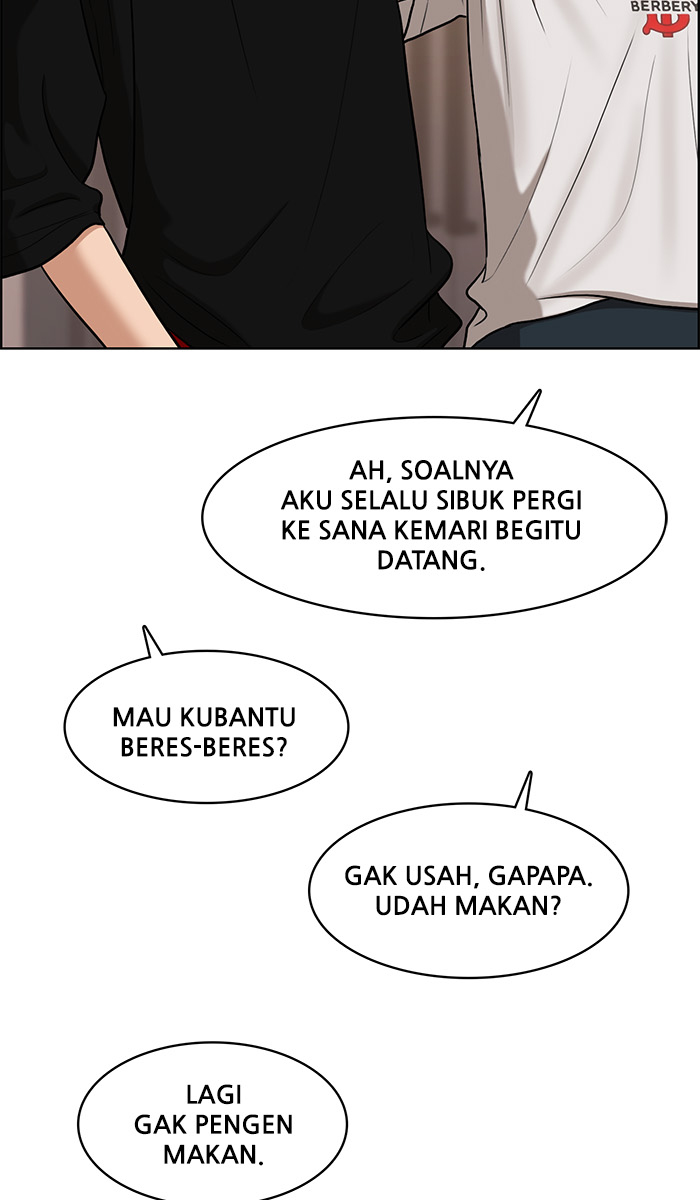 BERBERY
AH, SOALNYA
AKU SELALU SIBUK PERGI
KE SANA KEMARI BEGITU
DATANG.
MAU KUBANTU
BERES-BERES?
GAK USAH, GAPAPA.
UDAH MAKAN?
LAGI
GAK PENGEN
MAKAN.